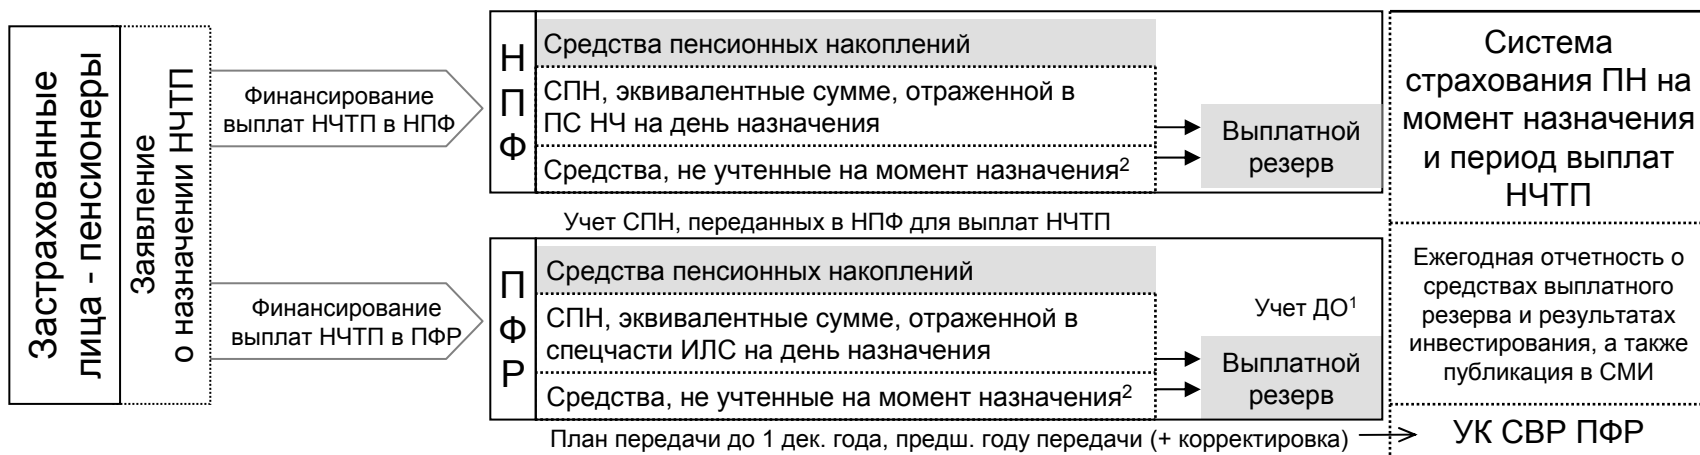 Застрахованные
лица - пенсионеры
Заявление
о назначении НЧТП
Финансирование
выплат НЧТП в НПФ
НПФ
Средства пенсионных накоплений
СПН, эквивалентные сумме, отраженной в
ПС НЧ на день назначения
Средства, не учтенные на момент назначения²
Выплатной
резерв
Учет СПН, переданных в НПФ для выплат НЧТП
Финансирование
выплат НЧТП в ПФР
ПФР
Средства пенсионных накоплений
СПН, эквивалентные сумме, отраженной в
спецчасти ИЛС на день назначения
Средства, не учтенные на момент назначения²
Учет ДО¹
Выплатной
резерв
План передачи до 1 дек. года, предш. году передачи (+ корректировка)
Система
страхования ПН на
момент назначения
и период выплат
НЧТП
Ежегодная отчетность о
средствах выплатного
резерва и результатах
инвестирования, а также
публикация в СМИ
УК СВР ПФР